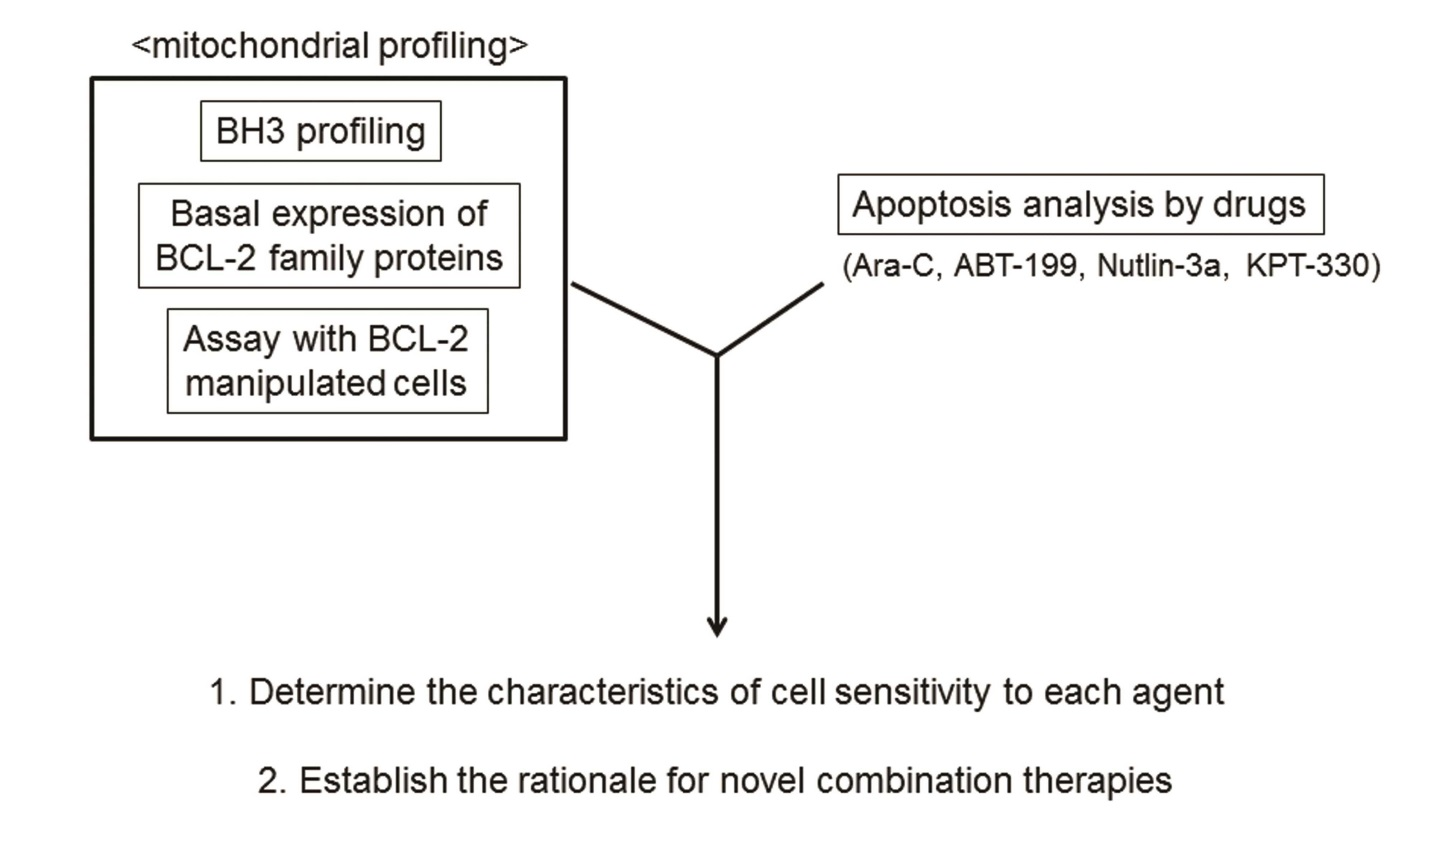 <mitochondrial profiling>
BH3 profiling
Basal expression of
BCL-2 family proteins
Assay with BCL-2
manipulated cells
Apoptosis analysis by drugs
(Ara-C, ABT-199, Nutlin-3a, KPT-330)
1. Determine the characteristics of cell sensitivity to each agent
2. Establish the rationale for novel combination therapies